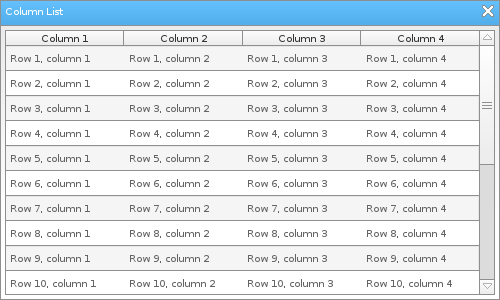 Column List
Column 1 Column 2 Column 3 Column 4
Row 1, column 1 Row 1, column 2 Row 1, column 3 Row 1, column 4
Row 2, column 1 Row 2, column 2 Row 2, column 3 Row 2, column 4
Row 3, column 1 Row 3, column 2 Row 3, column 3 Row 3, column 4
Row 4, column 1 Row 4, column 2 Row 4, column 3 Row 4, column 4
Row 5, column 1 Row 5, column 2 Row 5, column 3 Row 5, column 4
Row 6, column 1 Row 6, column 2 Row 6, column 3 Row 6, column 4
Row 7, column 1 Row 7, column 2 Row 7, column 3 Row 7, column 4
Row 8, column 1 Row 8, column 2 Row 8, column 3 Row 8, column 4
Row 9, column 1 Row 9, column 2 Row 9, column 3 Row 9, column 4
Row 10, column 1 Row 10, column 2 Row 10, column 3 Row 10, column 4